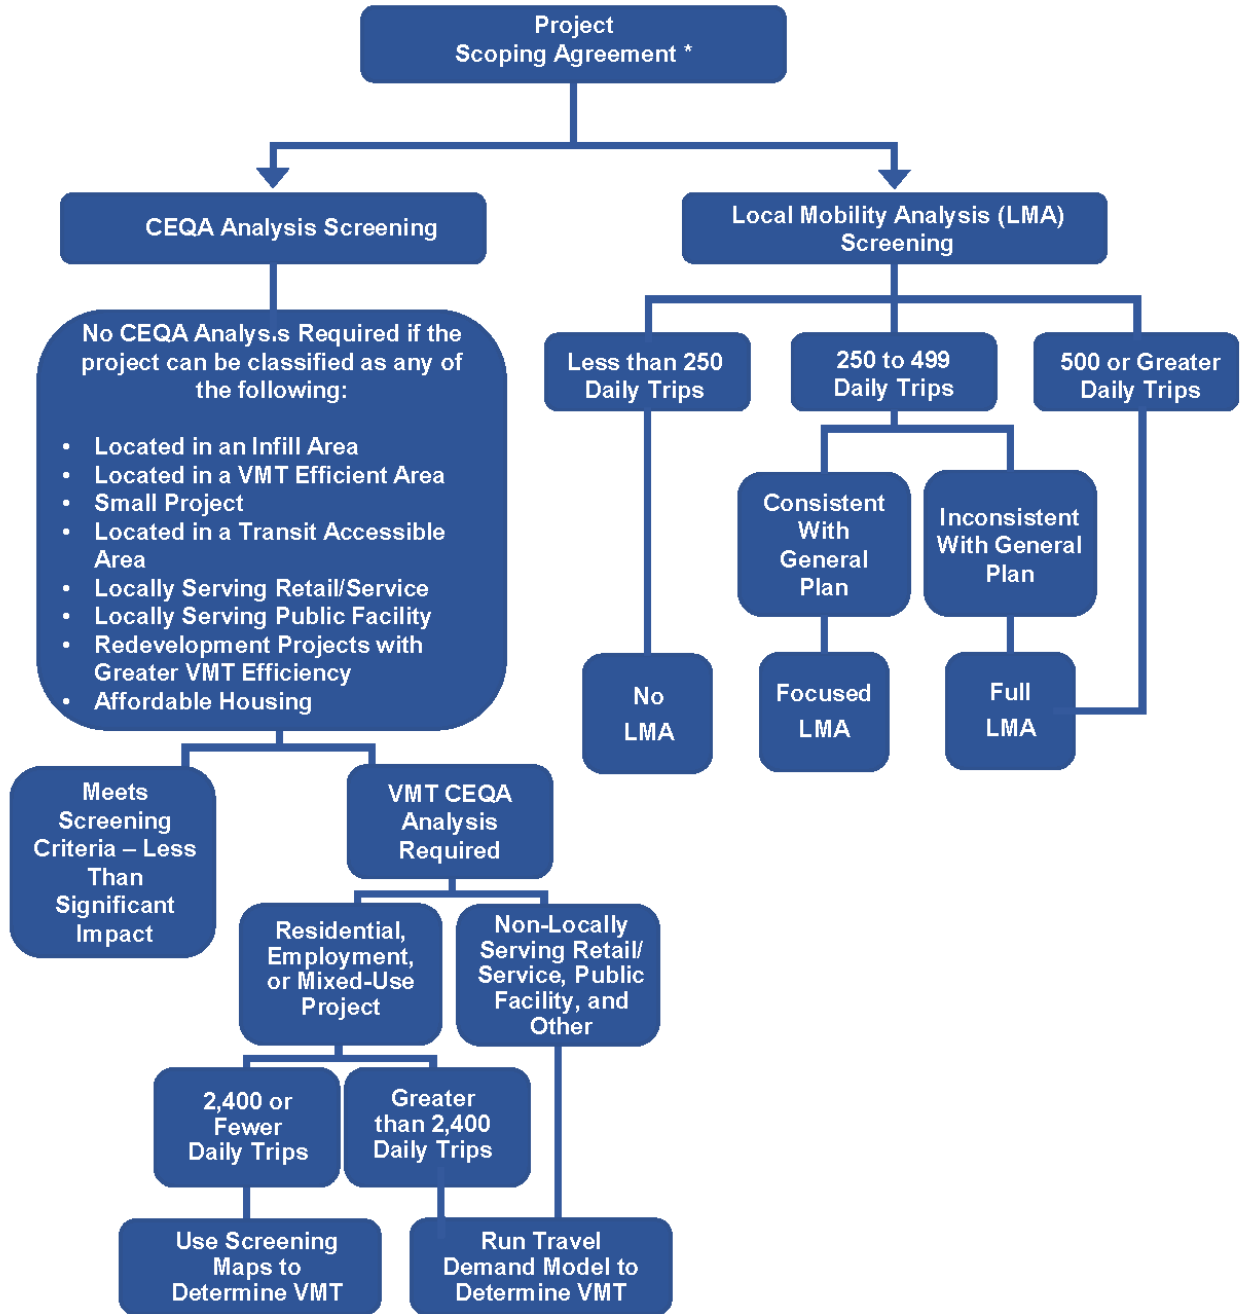 Project
Scoping Agreement *
CEQA Analysis Screening
Local Mobility Analysis (LMA)
Screening
No CEQA Analysis Required if the
project can be classified as any of
the following:
• Located in an Infill Area
• Located in a VMT Efficient Area
• Small Project
• Located in a Transit Accessible
Area
• Locally Serving Retail/Service
• Locally Serving Public Facility
• Redevelopment Projects with
Greater VMT Efficiency
• Affordable Housing
Less than 250
Daily Trips
250 to 499
Daily Trips
500 or Greater
Daily Trips
Consistent
With
General
Plan
Inconsistent
With General
Plan
No
LMA
Focused
LMA
Full
LMA
Meets
Screening
Criteria – Less
Than
Significant
Impact
VMT CEQA
Analysis
Required
Residential,
Employment,
or Mixed-Use
Project
Non-Locally
Serving Retail/
Service, Public
Facility, and
Other
2,400 or
Fewer
Daily Trips
Greater
than 2,400
Daily Trips
Use Screening
Maps to
Determine VMT
Run Travel
Demand Model to
Determine VMT